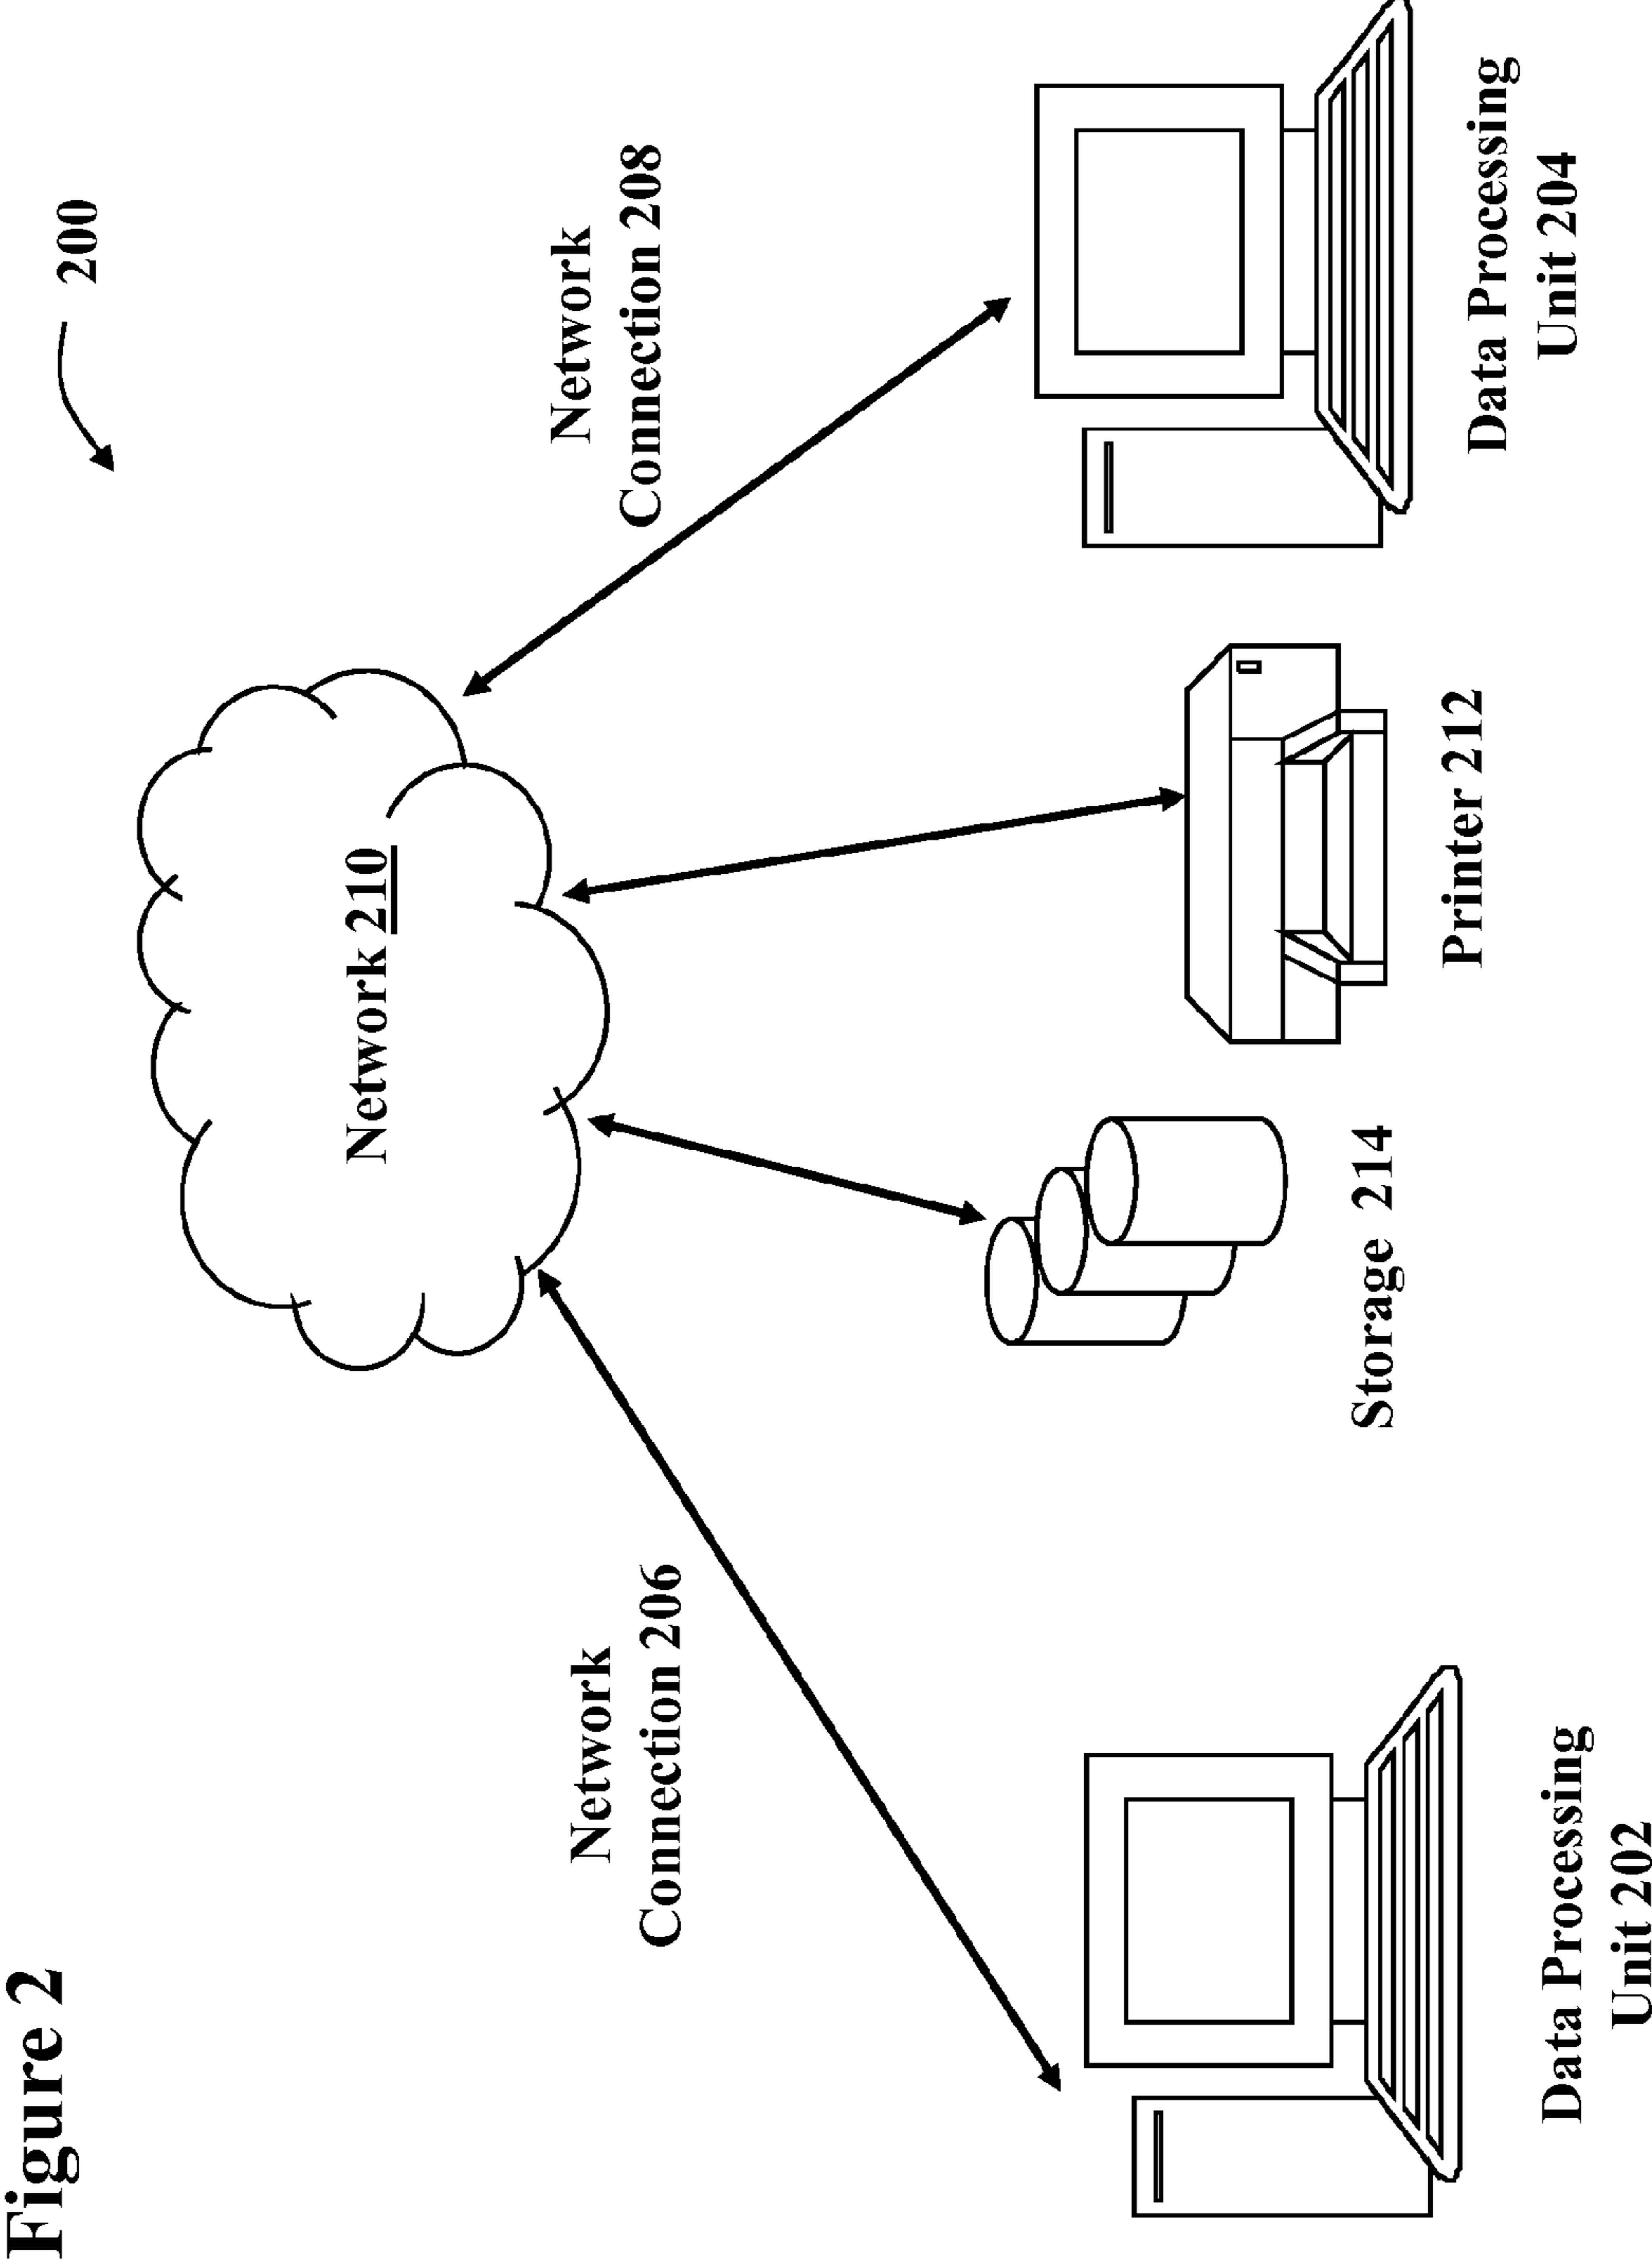 Figure 2
200
Network
Connection 208
Network 210
Network
Connection 206
Data Processing
Unit 202
Storage 214
Printer 212
Data Processing
Unit 204